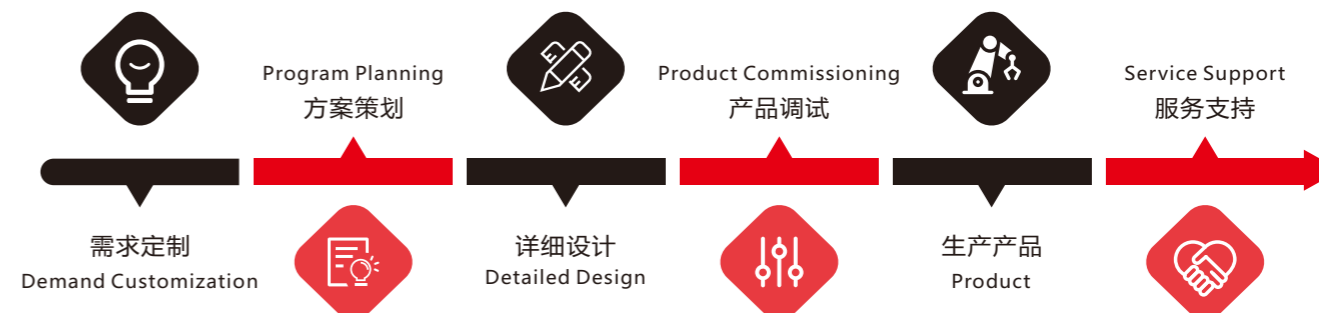 需求定制
Demand Customization
Program Planning
方案策划
详细设计
Detailed Design
Product Commissioning
产品调试
生产产品
Product
Service Support
服务支持